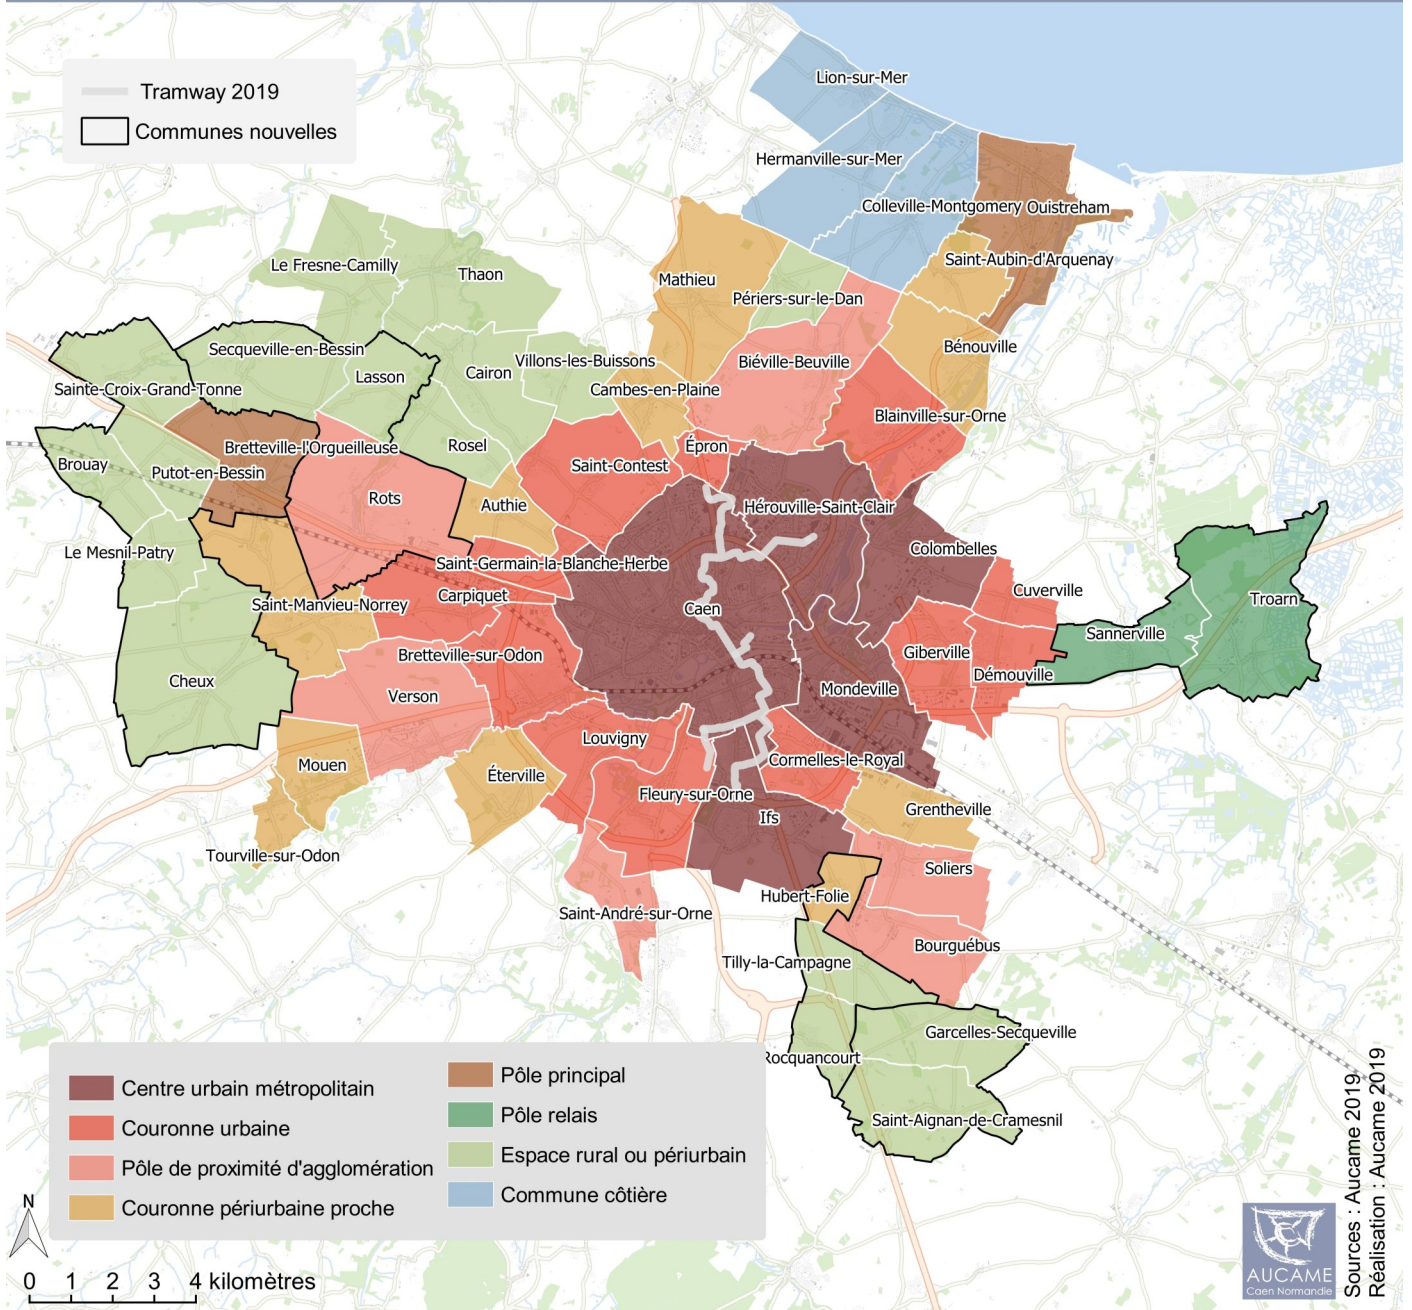 Tramway 2019
Communes nouvelles
Lion-sur-Mer
Hermanville-sur-Mer
Colleville-Montgomery
Ouistreham
Saint-Aubin-d'Arquenay
Le Fresne-Camilly
Thaon
Mathieu
Périers-sur-le-Dan
Bénouville
Secqueville-en-Bessin
Lasson
Cairon
Villons-les-Buissons
Biéville-Beuville
Sainte-Croix-Grand-Tonne
Cambes-en-Plaine
Blainville-sur-Orne
Bretteville-l'Orgueilleuse
Rosel
Épron
Brouay
Putot-en-Bessin
Saint-Contest
Rots
Authie
Hérouville-Saint-Clair
Le Mesnil-Patry
Saint-Germain-la-Blanche-Herbe
Colombelles
Saint-Manvieu-Norrey
Carpiquet
Caen
Cuverville
Troarn
Sannerville
Bretteville-sur-Odon
Giberville
Démouville
Cheux
Verson
Mondeville
Louvigny
Mouen
Éterville
Cormelles-le-Royal
Fleury-sur-Orne
Grentheville
Ifs
Tourville-sur-Odon
Soliers
Hubert-Folie
Saint-André-sur-Orne
Bourguébus
Tilly-la-Campagne
Garcelles-Secqueville
Rocquancourt
Saint-Aignan-de-Cramesnil
Centre urbain métropolitain
Couronne urbaine
Pôle de proximité d'agglomération
Couronne périurbaine proche
Pôle principal
Pôle relais
Espace rural ou périurbain
Commune côtière
N
0 1 2 3 4 kilomètres
AUCAME
Caen Normandie
Sources : Aucame 2019
Réalisation : Aucame 2019